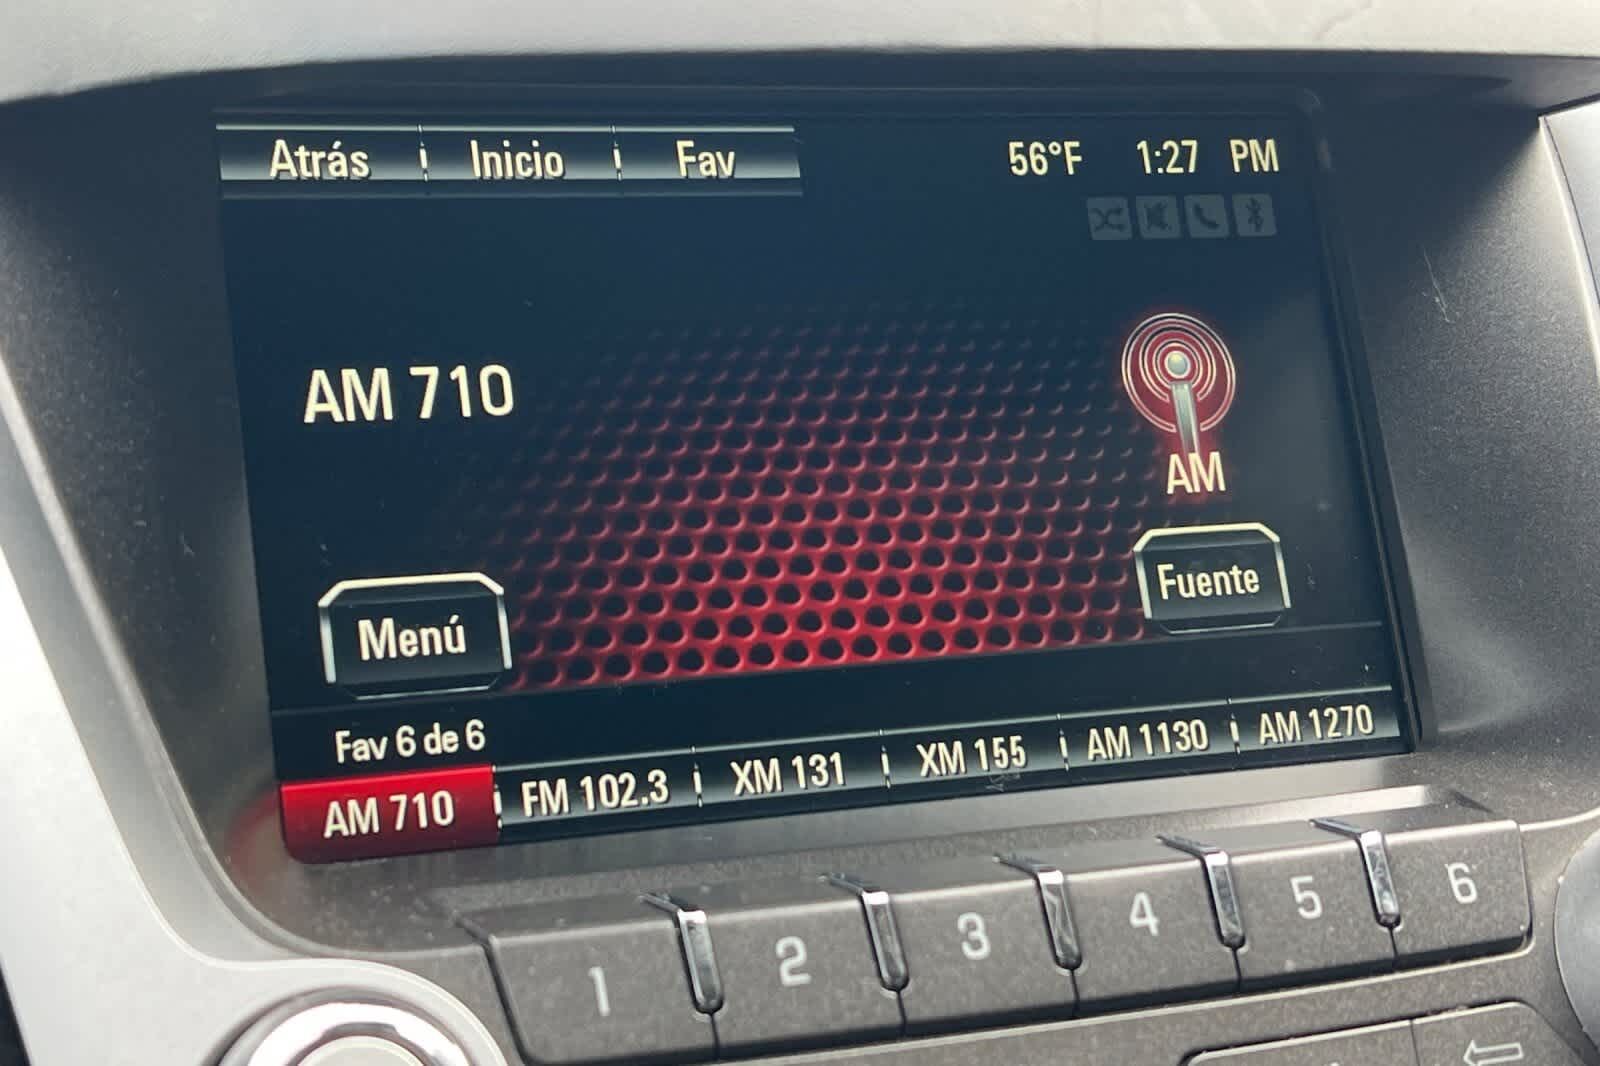 Atrás Inicio Fav 56°F 1:27 PM
AM 710
AM
Fuente
Menú
Fav 6 de 6
AM 710 FM 102.3 XM 131 XM 155 AM 1130 AM 1270
1 2 3 4 5 6